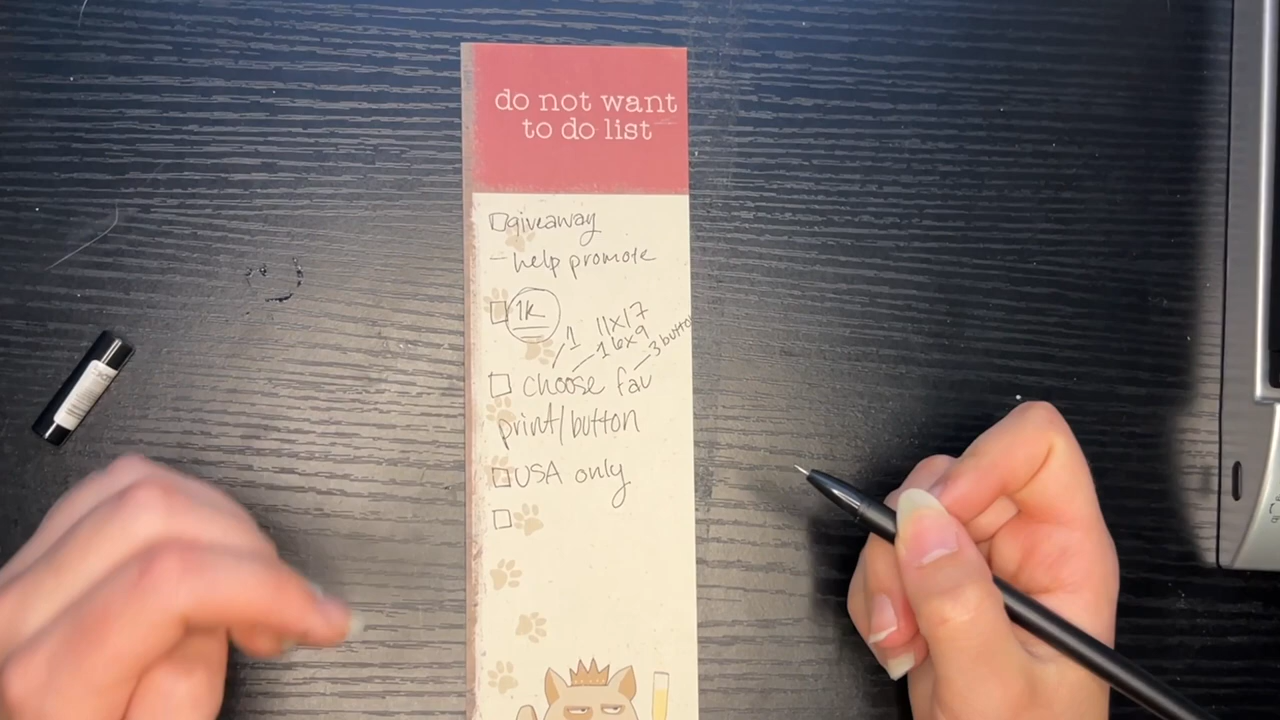 do not want
to do list
giveaway
- help promote
1k
1 11x17
1 6x9
3 button
choose fav
print/button
USA only